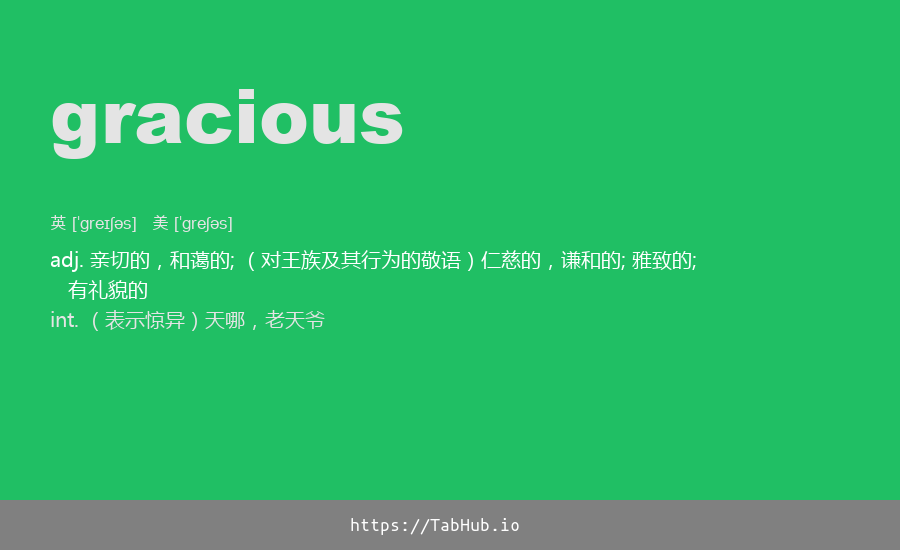 gracious
英 [ˈɡreɪʃəs] 美 [ˈɡreʃəs]
adj. 亲切的，和蔼的; （对王族及其行为的敬语）仁慈的，谦和的; 雅致的;
有礼貌的
int. （表示惊异）天哪，老天爷
https://TabHub.io